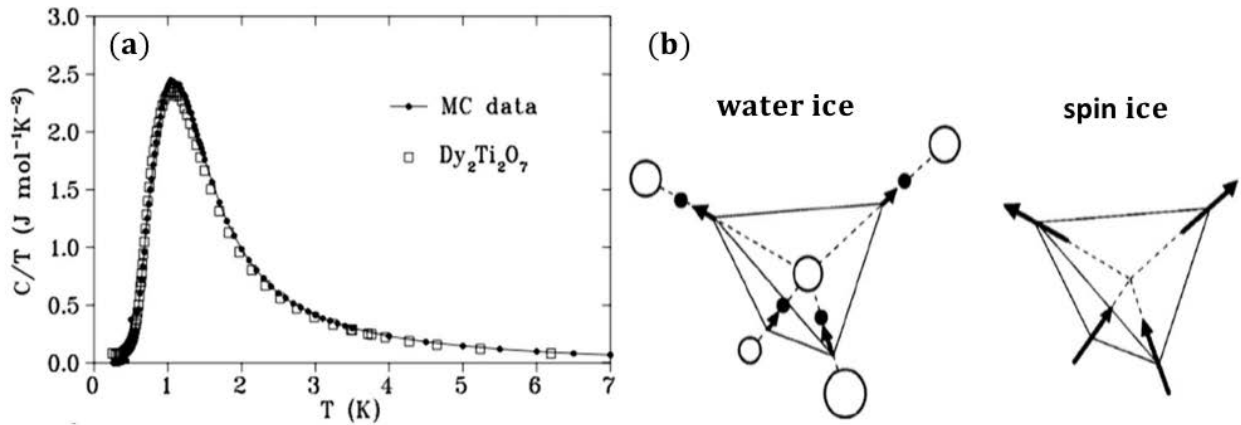 (a)
3.0
2.5
2.0
1.5
1.0
0.5
0.0
C/T (J mol⁻¹K⁻²)
MC data
Dy₂Ti₂O₇
0 1 2 3 4 5 6 7
T (K)
(b)
water ice
spin ice